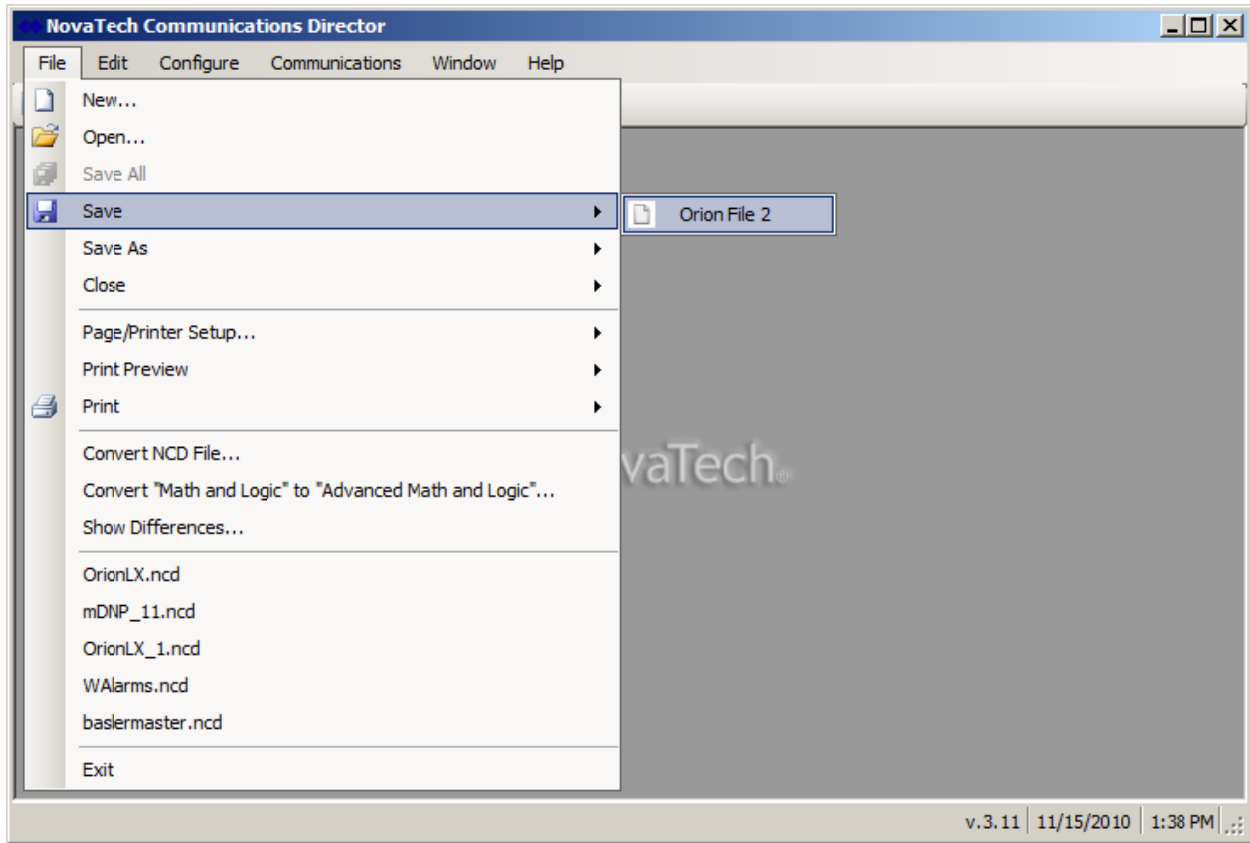 NovaTech Communications Director
File Edit Configure Communications Window Help
New...
Open...
Save All
Save Orion File 2
Save As
Close
Page/Printer Setup...
Print Preview
Print
Convert NCD File...
vaTech®
Convert "Math and Logic" to "Advanced Math and Logic"...
Show Differences...
OrionLX.ncd
mDNP_11.ncd
OrionLX_1.ncd
WAlarms.ncd
baslermaster.ncd
Exit
v.3.11 11/15/2010 1:38 PM